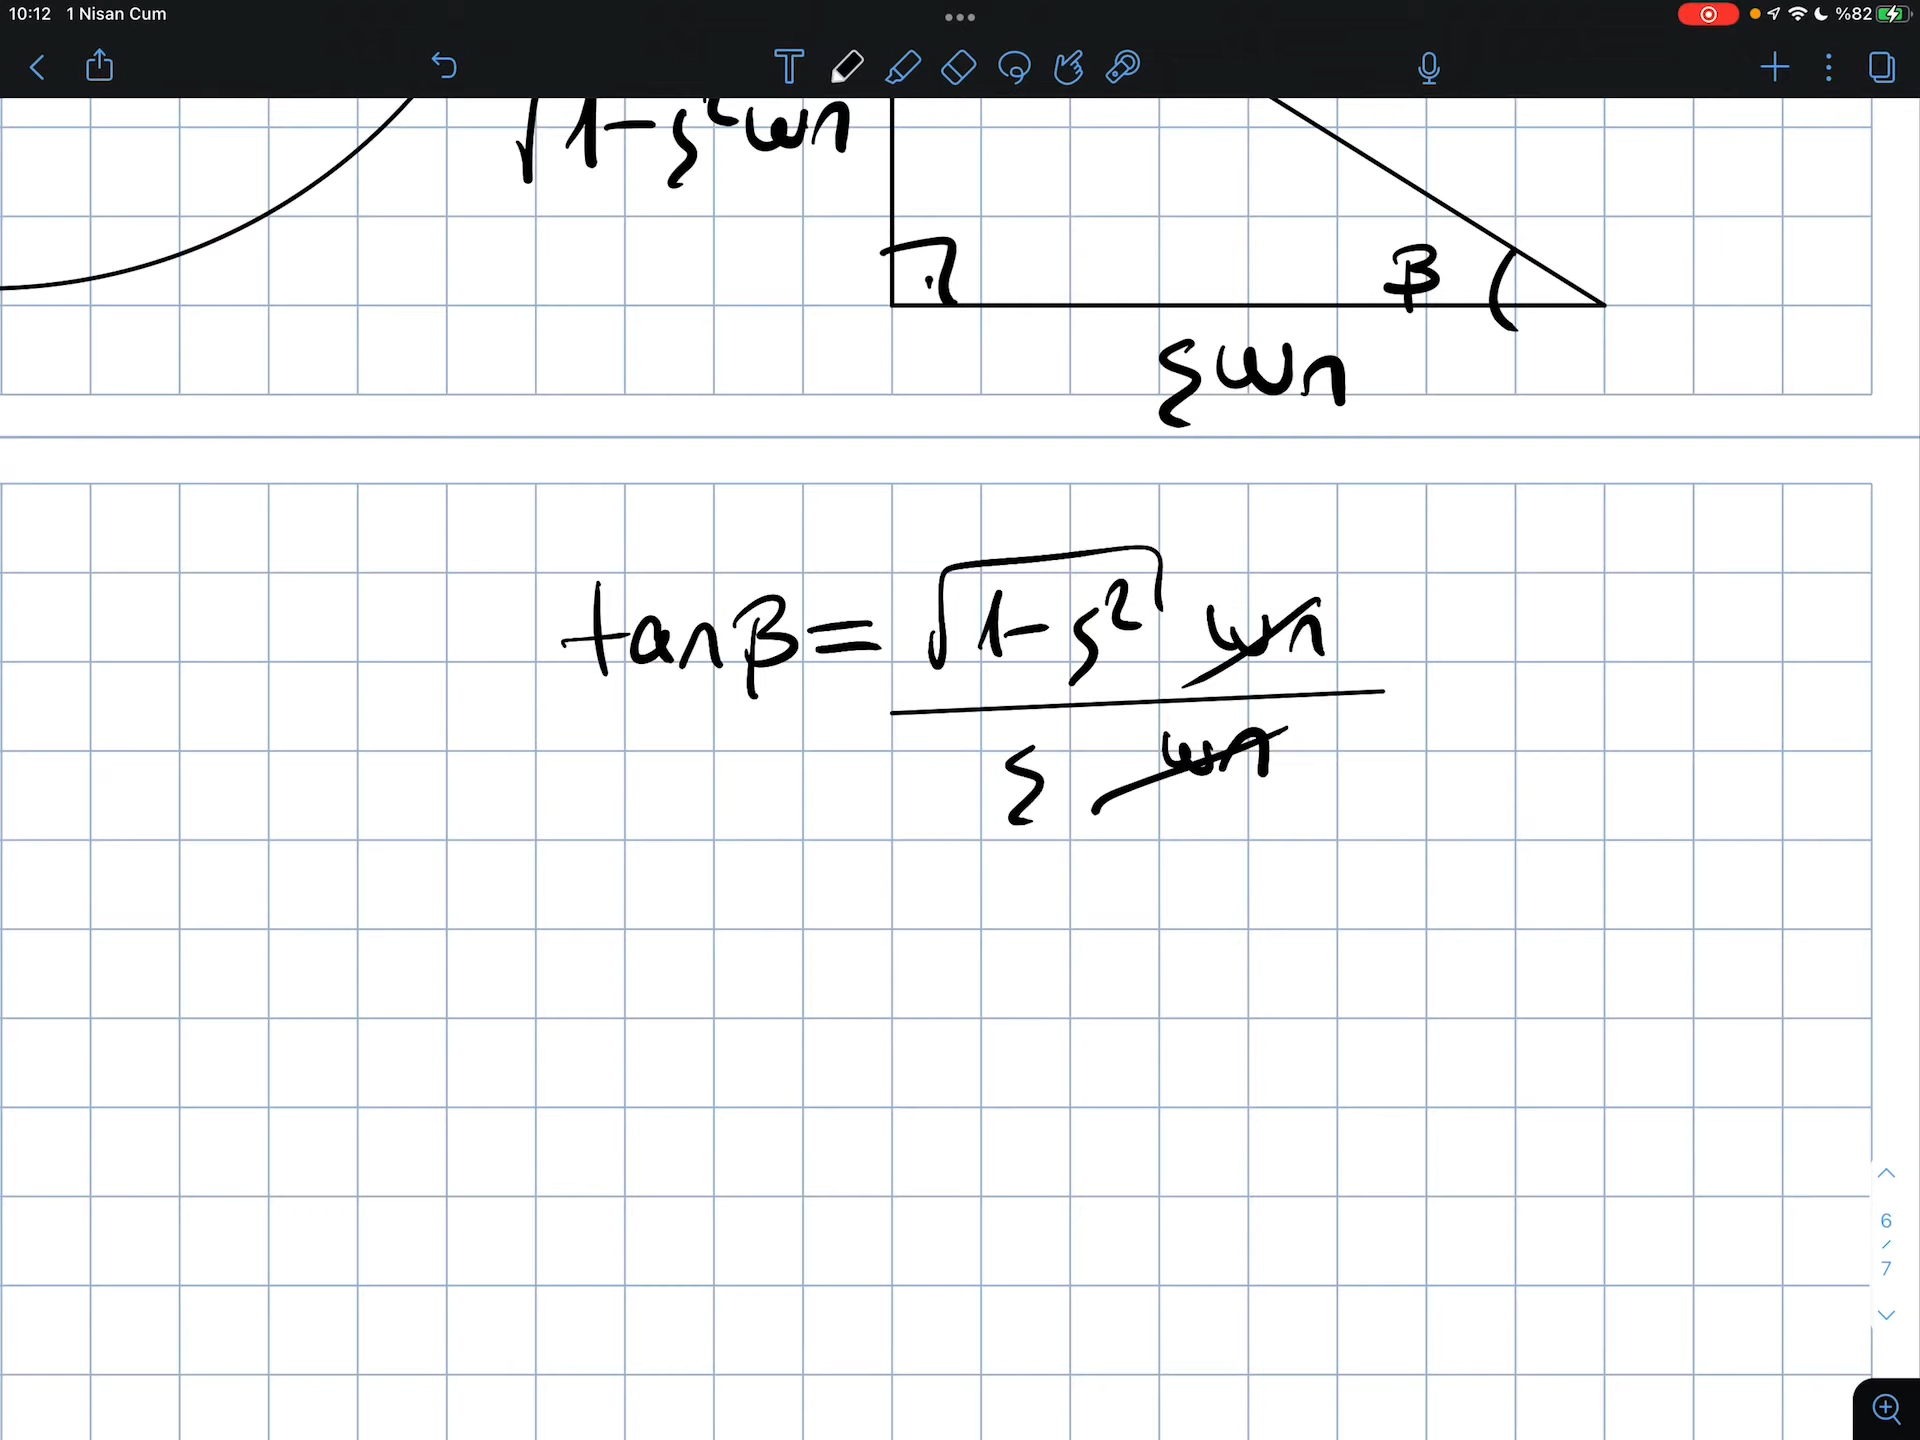 10:12 1 Nisan Cum
%82
√1-ζ²ωn
β
ζωn
tanβ= √1-ζ² ωn
ζ ωn
6
/
7